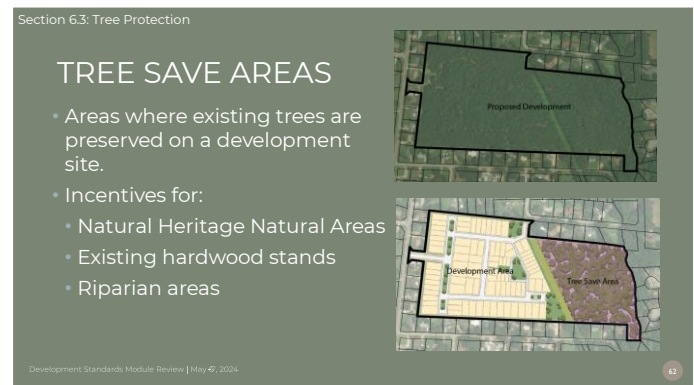 Section 6.3: Tree Protection
TREE SAVE AREAS
• Areas where existing trees are
preserved on a development
site.
• Incentives for:
• Natural Heritage Natural Areas
• Existing hardwood stands
• Riparian areas
Proposed Development
Development Area
Tree Save Area
Development Standards Module Review | May 7, 2024
62